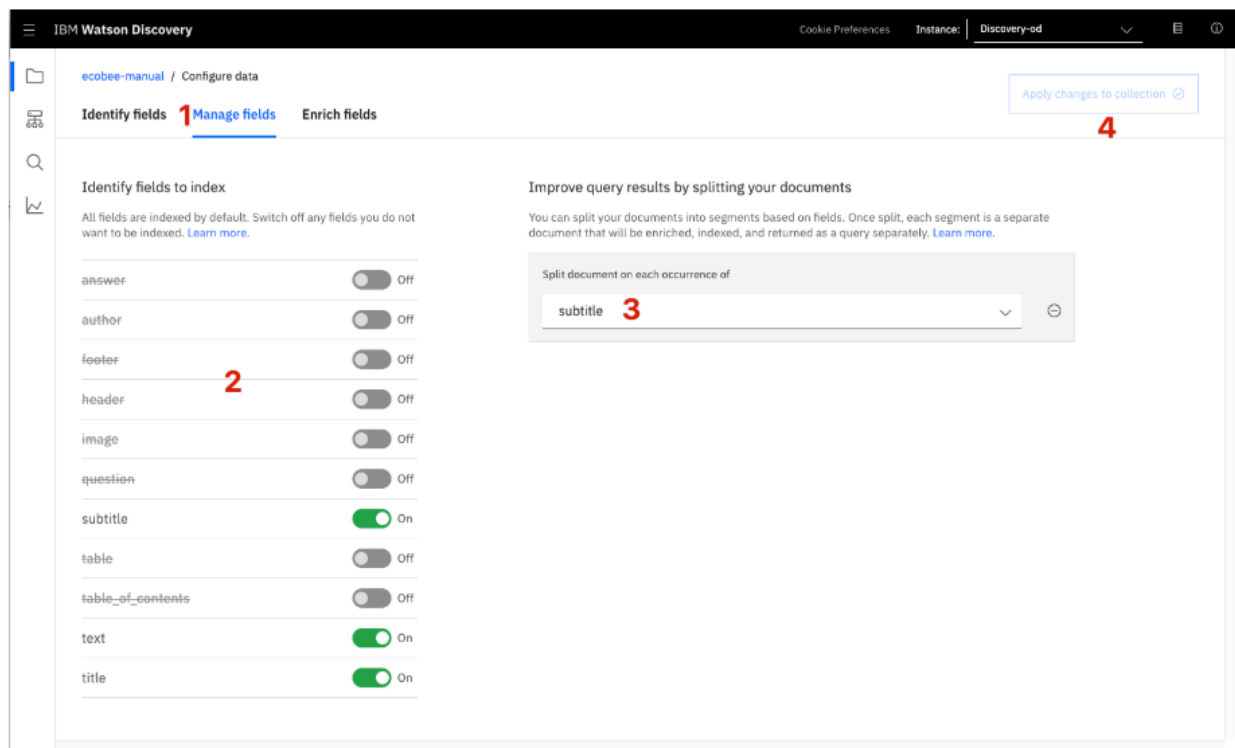 IBM Watson Discovery
Cookie Preferences
Instance:
Discovery-od
ecobee-manual / Configure data
Apply changes to collection
Identify fields
1
Manage fields
Enrich fields
4
Identify fields to index
All fields are indexed by default. Switch off any fields you do not
want to be indexed. Learn more.
answer Off
author Off
footer Off
2
header Off
image Off
question Off
subtitle On
table Off
table_of_contents Off
text On
title On
Improve query results by splitting your documents
You can split your documents into segments based on fields. Once split, each segment is a separate
document that will be enriched, indexed, and returned as a query separately. Learn more.
Split document on each occurrence of
subtitle
3